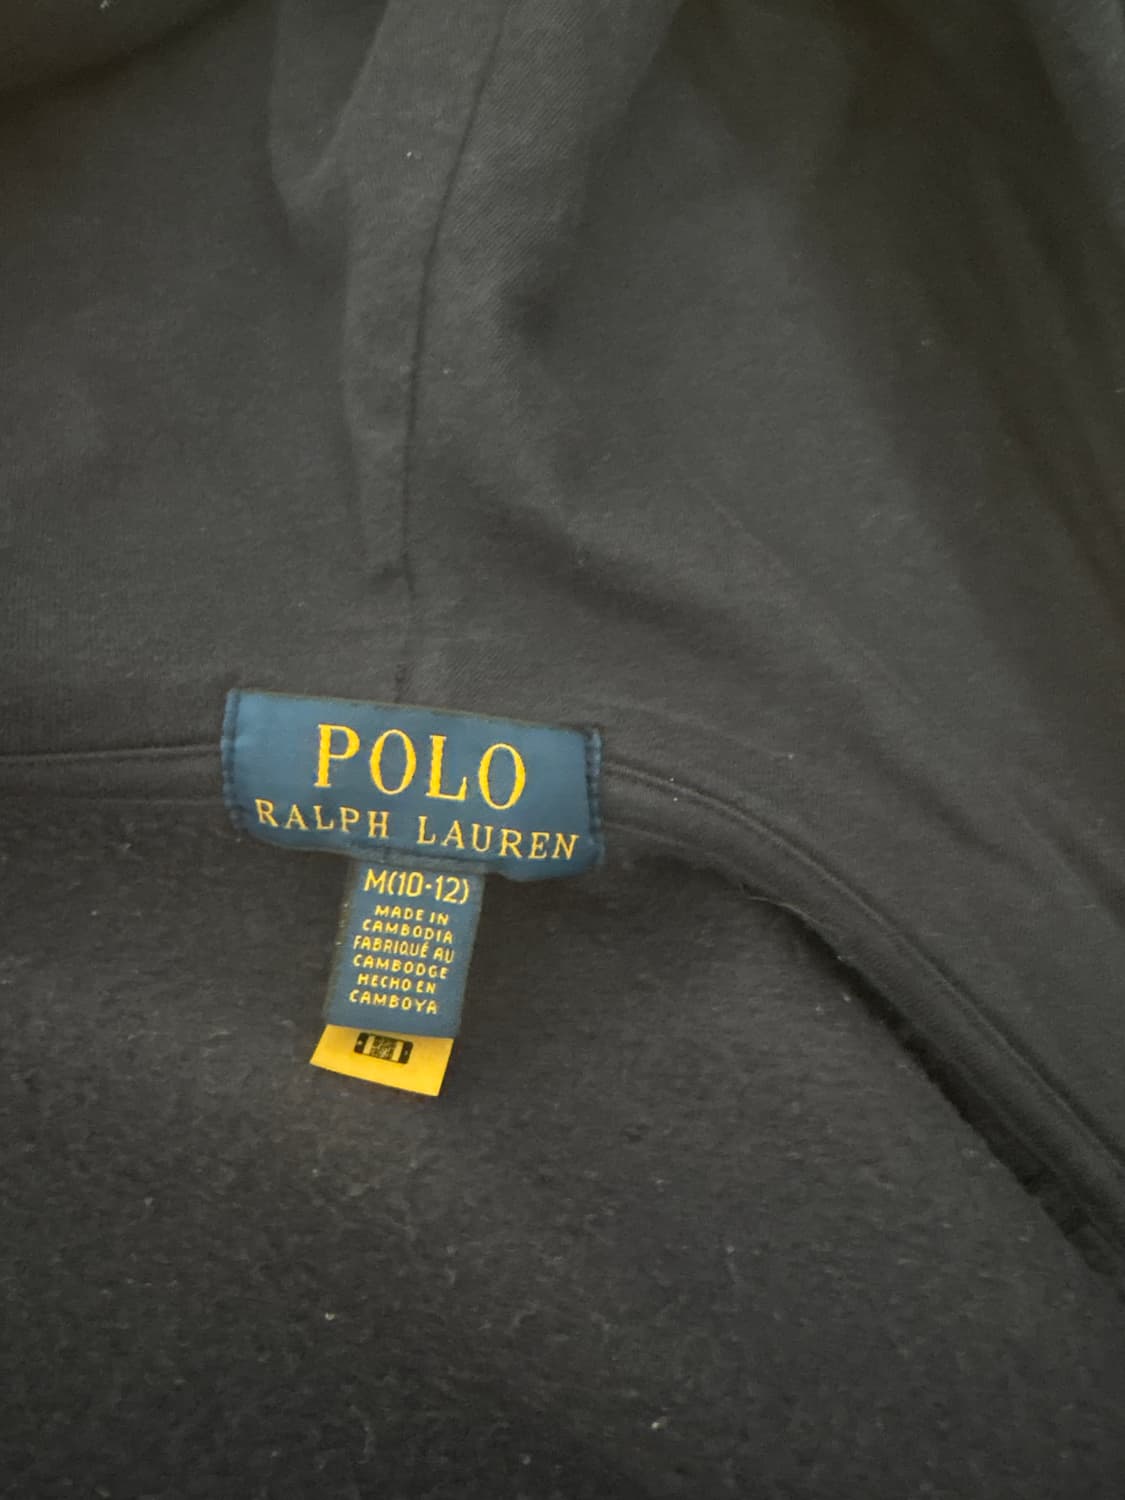 POLO
RALPH LAUREN
M(10-12)
MADE IN
CAMBODIA
FABRIQUÉ AU
CAMBODGE
HECHO EN
CAMBOYA